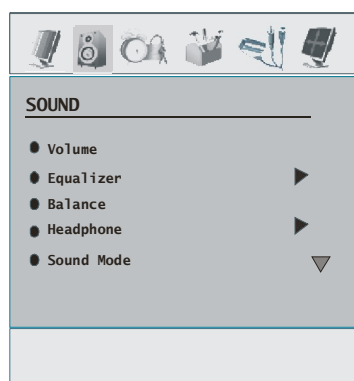 SOUND
Volume
Equalizer
Balance
Headphone
Sound Mode